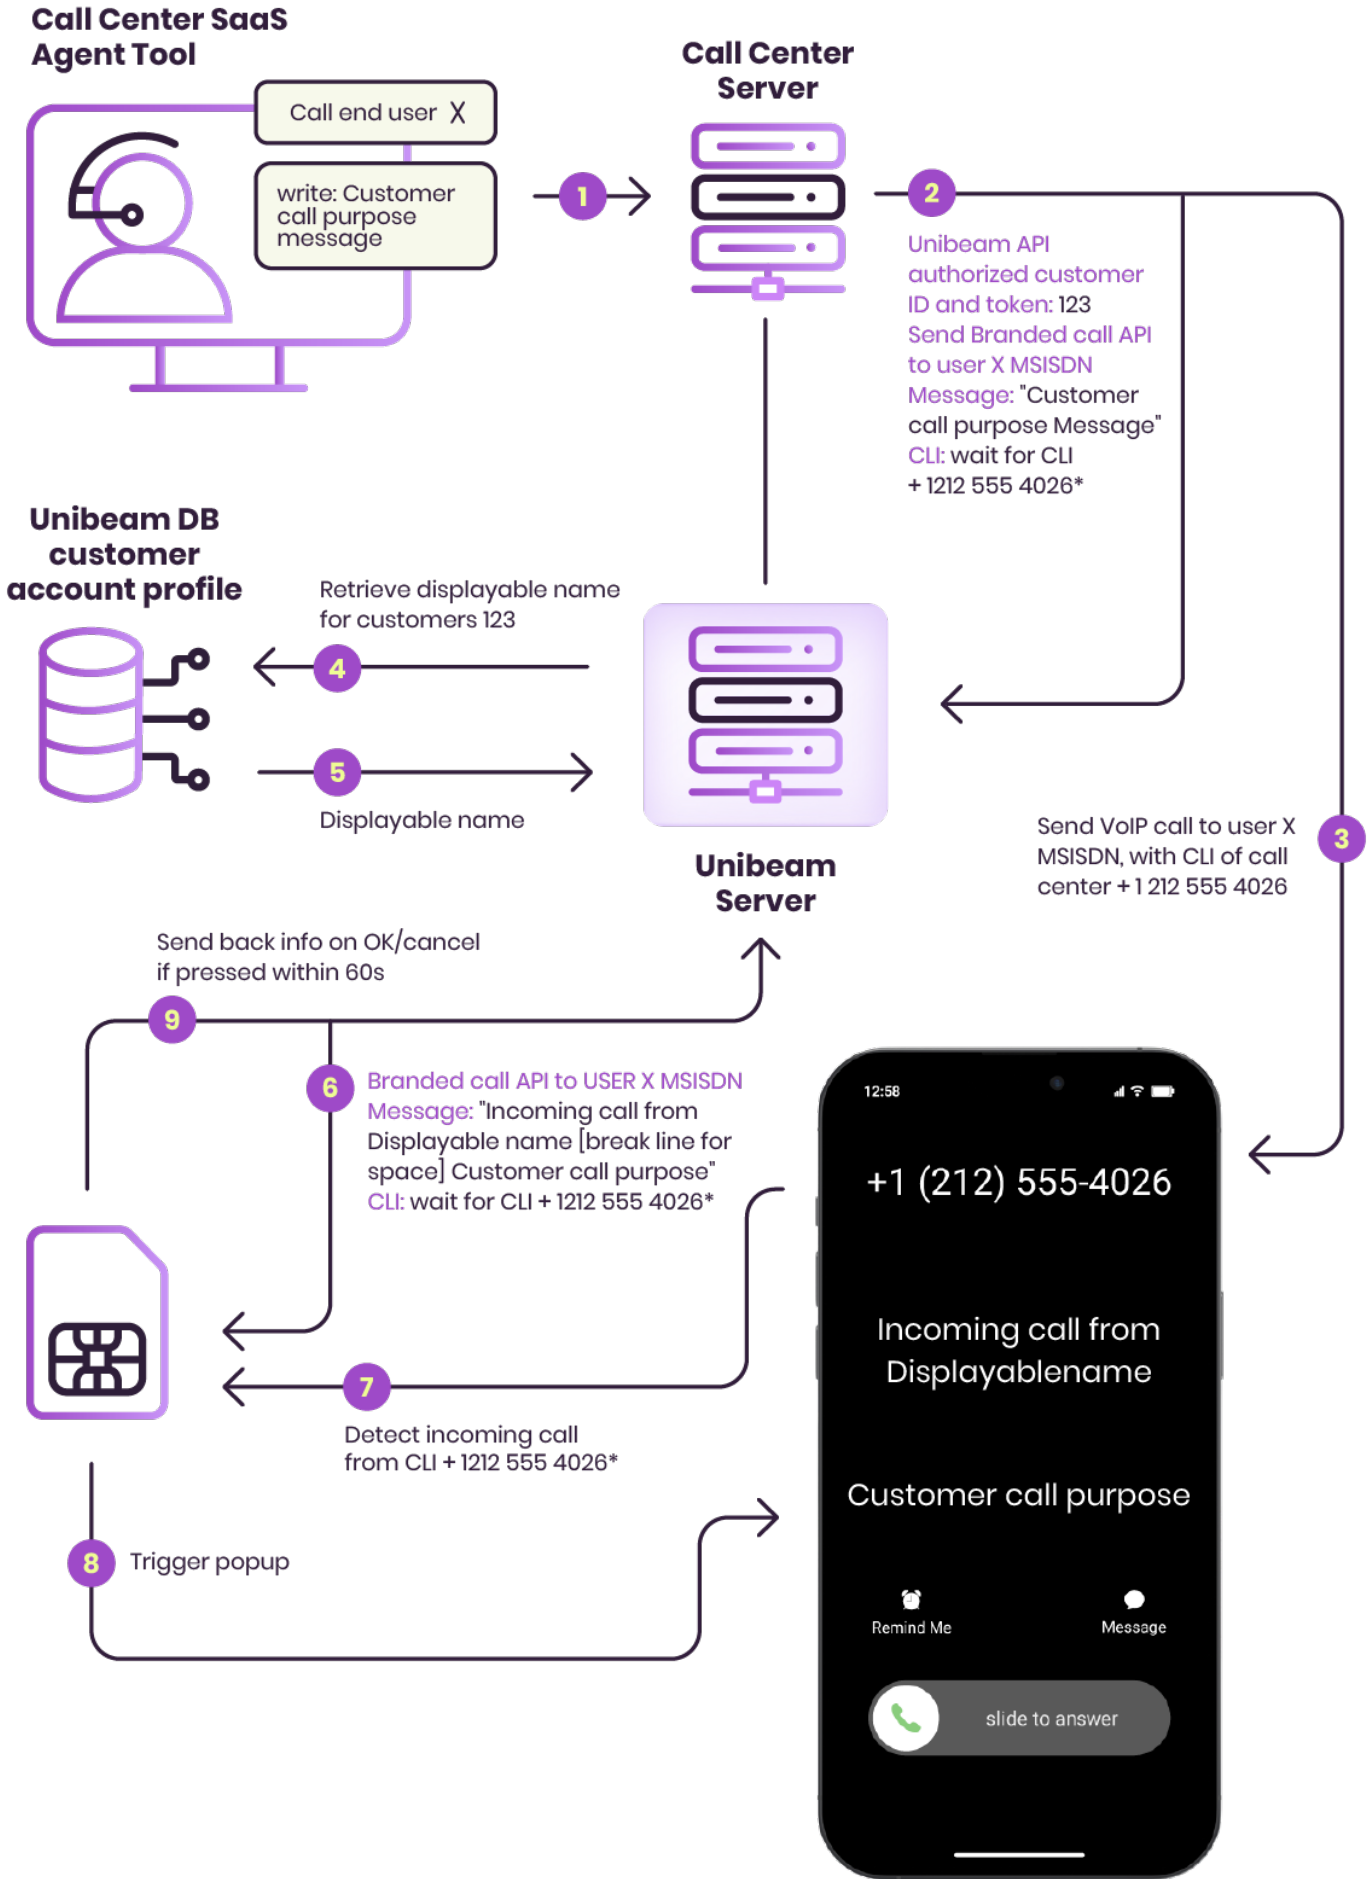 Call Center SaaS
Agent Tool
Call end user X
write: Customer
call purpose
message
1
Call Center
Server
2
Unibeam API
authorized customer
ID and token: 123
Send Branded call API
to user X MSISDN
Message: "Customer
call purpose Message"
CLI: wait for CLI
+ 1212 555 4026*
Unibeam DB
customer
account profile
Retrieve displayable name
for customers 123
4
5
Displayable name
Unibeam
Server
Send VoIP call to user X
MSISDN, with CLI of call
center + 1 212 555 4026
3
Send back info on OK/cancel
if pressed within 60s
9
6
Branded call API to USER X MSISDN
Message: "Incoming call from
Displayable name [break line for
space] Customer call purpose"
CLI: wait for CLI + 1212 555 4026*
7
Detect incoming call
from CLI + 1212 555 4026*
8
Trigger popup
12:58
+1 (212) 555-4026
Incoming call from
Displayablename
Customer call purpose
Remind Me
Message
slide to answer